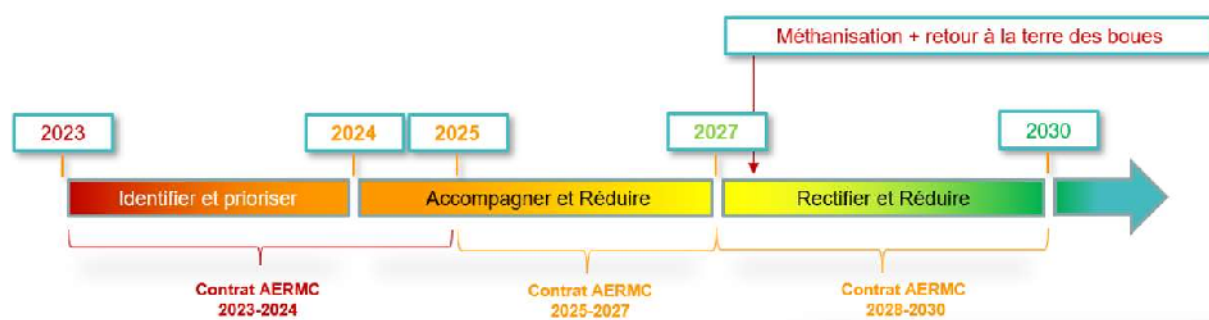 Méthanisation + retour à la terre des boues
2023
2024
2025
2027
2030
Identifier et prioriser
Accompagner et Réduire
Rectifier et Réduire
Contrat AERMC
2023-2024
Contrat AERMC
2025-2027
Contrat AERMC
2028-2030